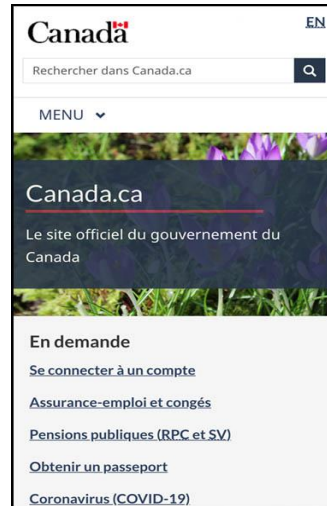 Canada
EN
Rechercher dans Canada.ca
MENU
Canada.ca
Le site officiel du gouvernement du
Canada
En demande
Se connecter à un compte
Assurance-emploi et congés
Pensions publiques (RPC et SV)
Obtenir un passeport
Coronavirus (COVID-19)